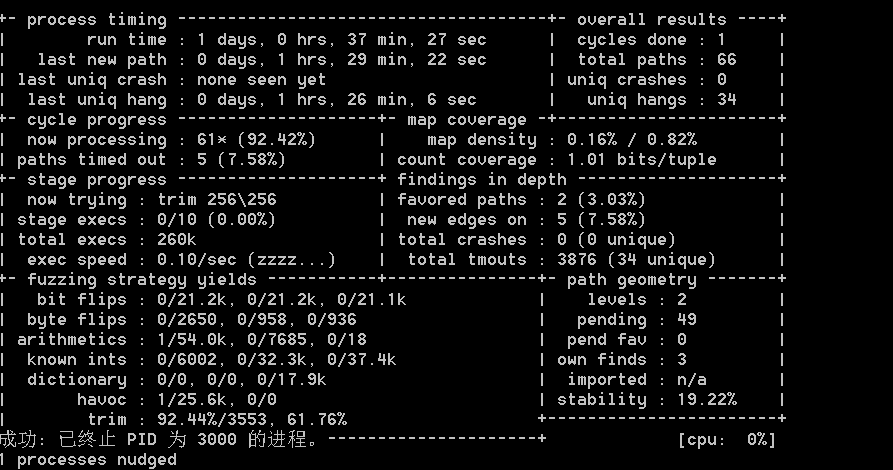 +- process timing -------------------------------------+- overall results ----+
|        run time : 1 days, 0 hrs, 37 min, 27 sec      |  cycles done : 1     |
|   last new path : 0 days, 1 hrs, 29 min, 22 sec      |  total paths : 66    |
| last uniq crash : none seen yet                      | uniq crashes : 0     |
|  last uniq hang : 0 days, 1 hrs, 26 min, 6 sec       |   uniq hangs : 34    |
+- cycle progress --------------------+- map coverage -+----------------------+
|  now processing : 61* (92.42%)      |    map density : 0.16% / 0.82%        |
| paths timed out : 5 (7.58%)         | count coverage : 1.01 bits/tuple      |
+- stage progress --------------------+ findings in depth --------------------+
|  now trying : trim 256\256          | favored paths : 2 (3.03%)             |
| stage execs : 0/10 (0.00%)          |  new edges on : 5 (7.58%)             |
| total execs : 260k                  | total crashes : 0 (0 unique)          |
|  exec speed : 0.10/sec (zzzz...)    |  total tmouts : 3876 (34 unique)      |
+- fuzzing strategy yields -----------+---------------+- path geometry -------+
|   bit flips : 0/21.2k, 0/21.2k, 0/21.1k             |    levels : 2         |
|  byte flips : 0/2650, 0/958, 0/936                  |   pending : 49        |
| arithmetics : 1/54.0k, 0/7685, 0/18                 |  pend fav : 0         |
|  known ints : 0/6002, 0/32.3k, 0/37.4k              | own finds : 3         |
|  dictionary : 0/0, 0/0, 0/17.9k                     |  imported : n/a       |
|       havoc : 1/25.6k, 0/0                          | stability : 19.22%    |
|        trim : 92.44%/3553, 61.76%                   +-----------------------+
成功: 已终止 PID 为 3000 的进程。---------------------+             [cpu:  0%]
1 processes nudged